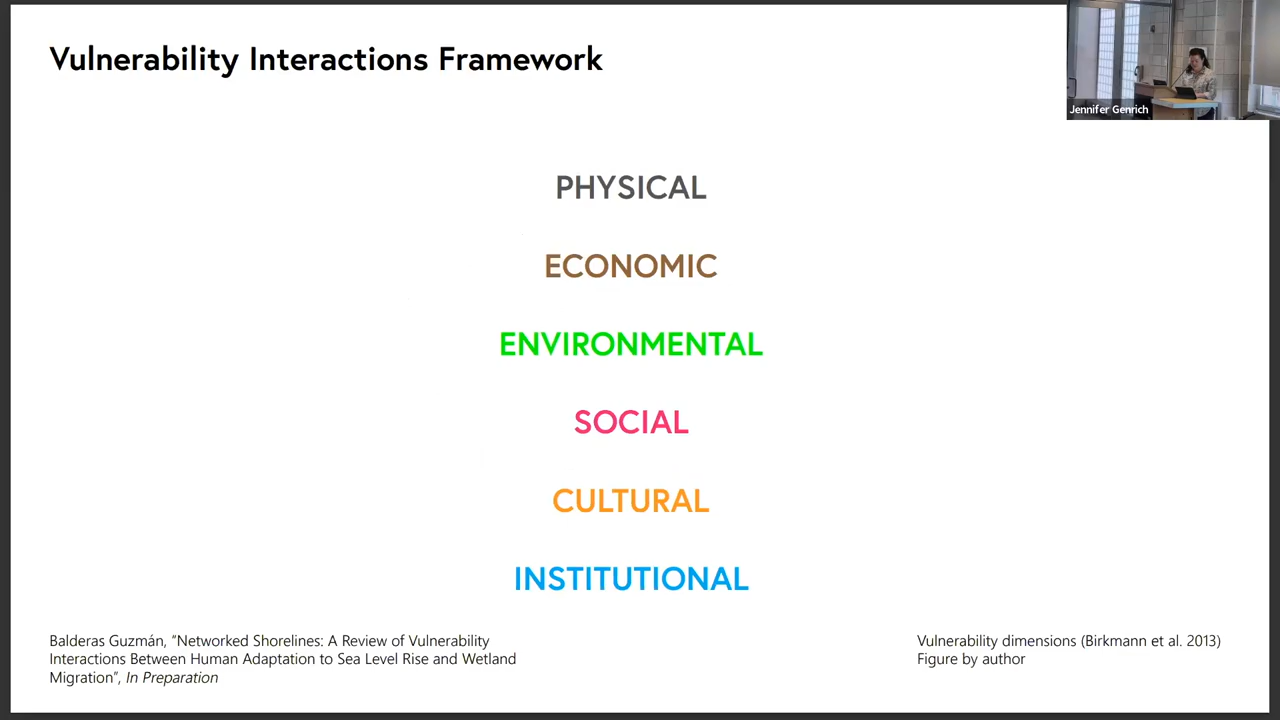 Vulnerability Interactions Framework
Jennifer Genrich
PHYSICAL
ECONOMIC
ENVIRONMENTAL
SOCIAL
CULTURAL
INSTITUTIONAL
Balderas Guzmán, "Networked Shorelines: A Review of Vulnerability
Interactions Between Human Adaptation to Sea Level Rise and Wetland
Migration", In Preparation
Vulnerability dimensions (Birkmann et al. 2013)
Figure by author